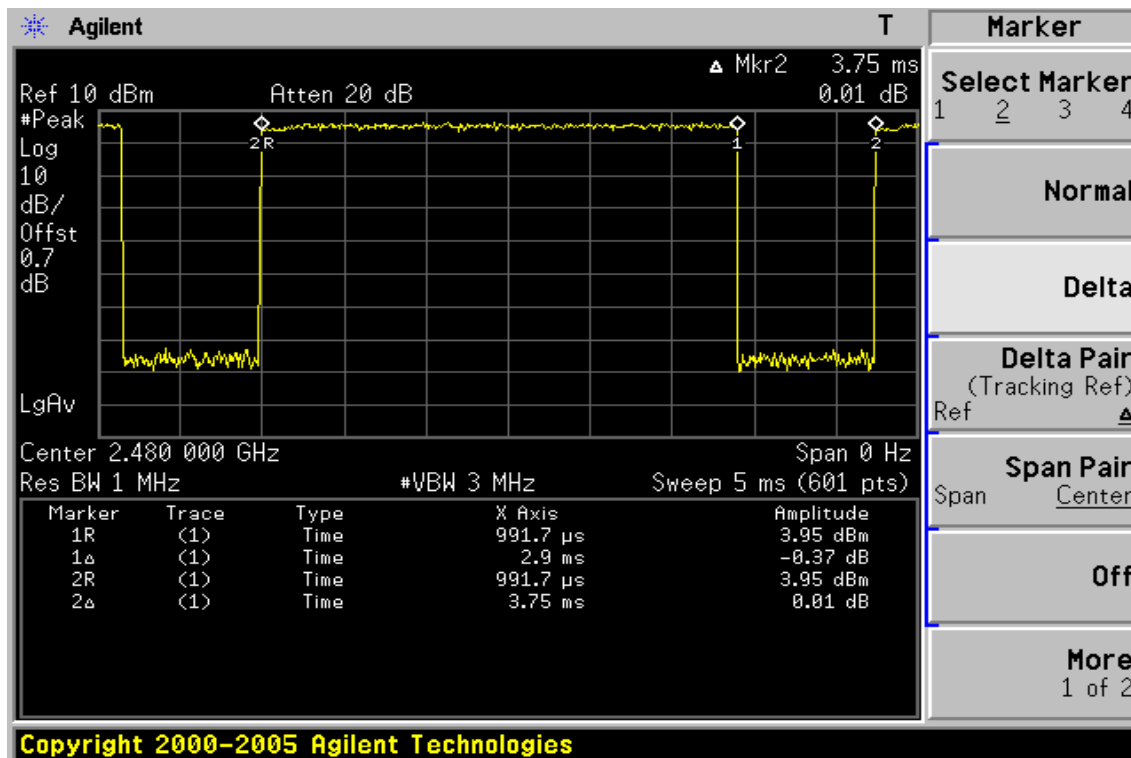 Agilent T
Marker
Δ Mkr2 3.75 ms
Ref 10 dBm Atten 20 dB 0.01 dB
#Peak
Log
10
dB/
Offst
0.7
dB
LgAv
2R 1 2
Center 2.480 000 GHz Span 0 Hz
Res BW 1 MHz #VBW 3 MHz Sweep 5 ms (601 pts)
Marker Trace Type X Axis Amplitude
1R (1) Time 991.7 µs 3.95 dBm
1Δ (1) Time 2.9 ms -0.37 dB
2R (1) Time 991.7 µs 3.95 dBm
2Δ (1) Time 3.75 ms 0.01 dB
Select Marker
1 2 3 4
Normal
Delta
Delta Pair
(Tracking Ref)
Ref Δ
Span Pair
Span Center
Off
More
1 of 2
Copyright 2000-2005 Agilent Technologies